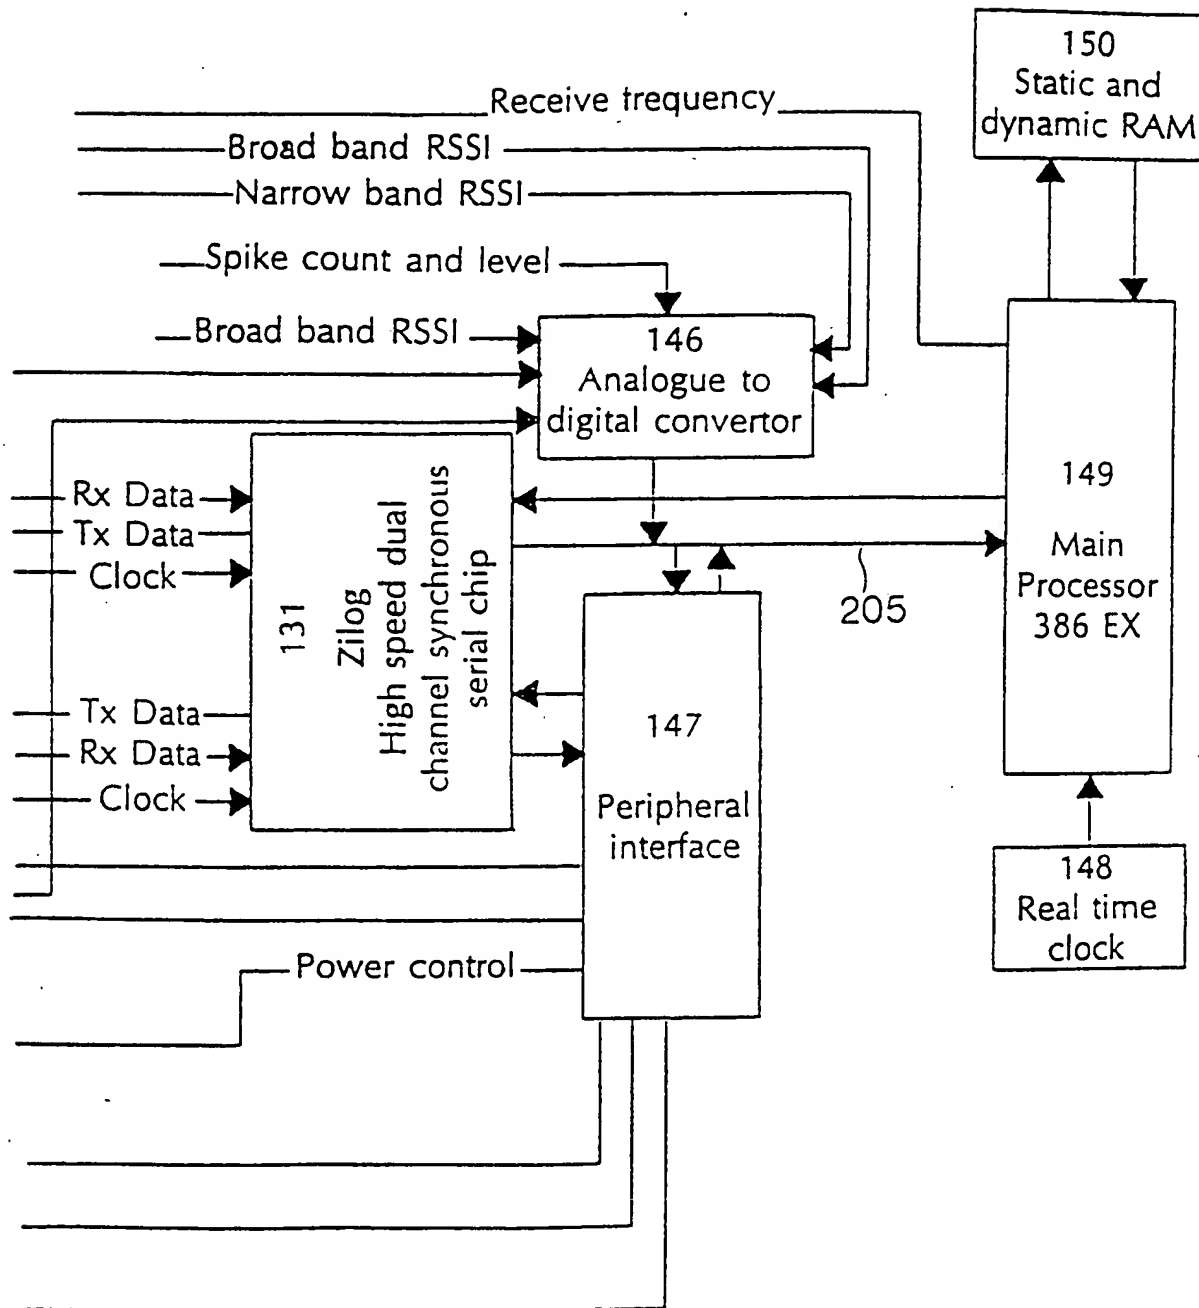 150
Static and
dynamic RAM
Receive frequency
Broad band RSSI
Narrow band RSSI
Spike count and level
Broad band RSSI
146
Analogue to
digital convertor
Rx Data
Tx Data
Clock
Tx Data
Rx Data
Clock
131
Zilog
High speed dual
channel synchronous
serial chip
149
Main
Processor
386 EX
205
147
Peripheral
interface
148
Real time
clock
Power control